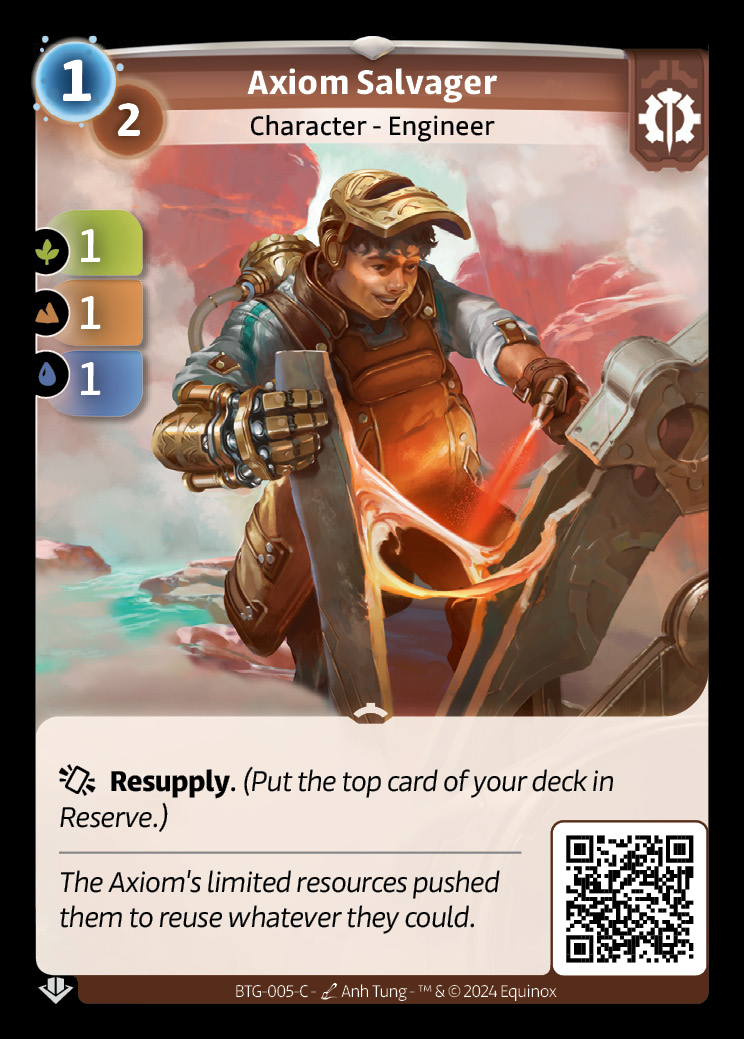 1
Axiom Salvager
2
Character - Engineer
1
1
1
Resupply. (Put the top card of your deck in
Reserve.)
The Axiom's limited resources pushed
them to reuse whatever they could.
BTG-005-C - Anh Tung - ™ & © 2024 Equinox